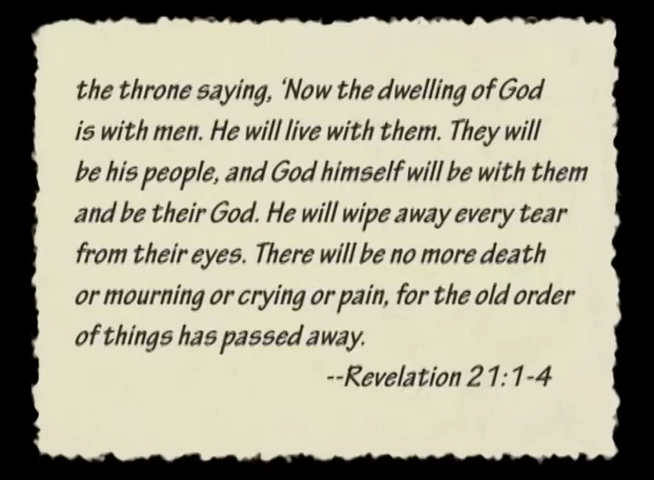 the throne saying, ‘Now the dwelling of God
is with men. He will live with them. They will
be his people, and God himself will be with them
and be their God. He will wipe away every tear
from their eyes. There will be no more death
or mourning or crying or pain, for the old order
of things has passed away.
--Revelation 21:1-4